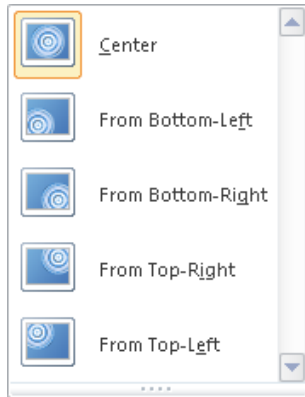 Center
From Bottom-Left
From Bottom-Right
From Top-Right
From Top-Left